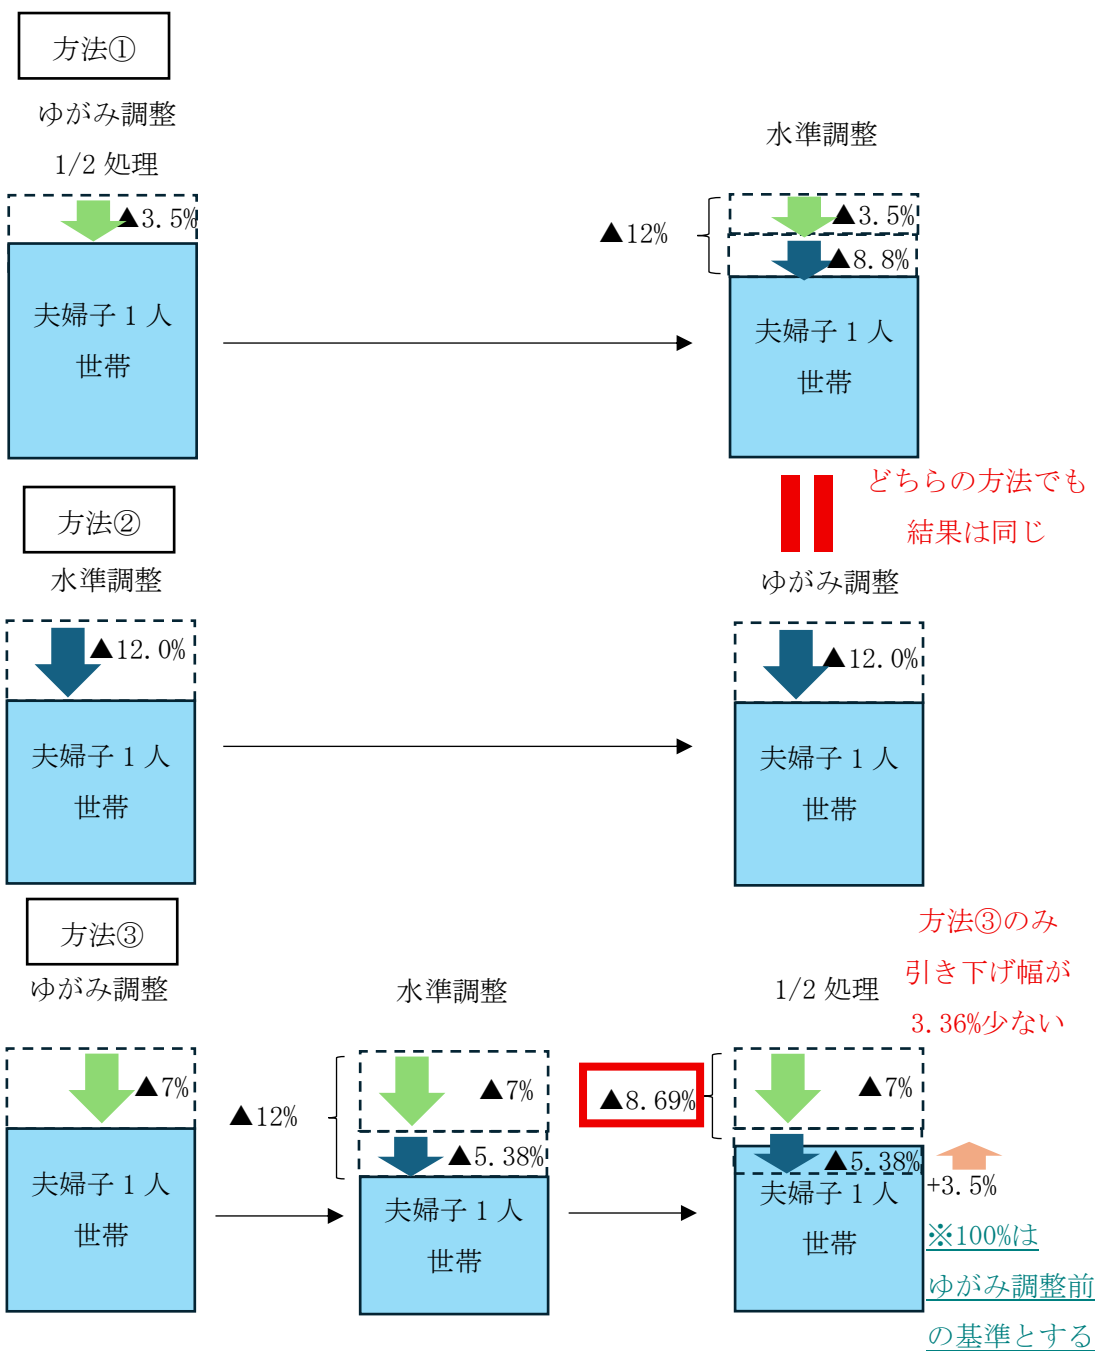 方法①
ゆがみ調整
1/2 処理
▲3.5%
夫婦子1人
世帯
水準調整
▲12%
▲3.5%
▲8.8%
夫婦子1人
世帯
どちらの方法でも
結果は同じ
方法②
水準調整
▲12.0%
夫婦子1人
世帯
ゆがみ調整
▲12.0%
夫婦子1人
世帯
方法③
ゆがみ調整
▲7%
夫婦子1人
世帯
水準調整
▲12%
▲7%
▲5.38%
夫婦子1人
世帯
1/2 処理
方法③のみ
引き下げ幅が
3.36%少ない
▲8.69%
▲7%
▲5.38%
夫婦子1人
世帯
+3.5%
※100%は
ゆがみ調整前
の基準とする